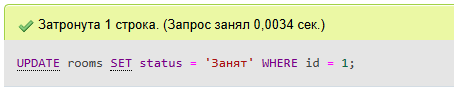 Затронута 1 строка. (Запрос занял 0,0034 сек.)
UPDATE rooms SET status = 'Занят' WHERE id = 1;